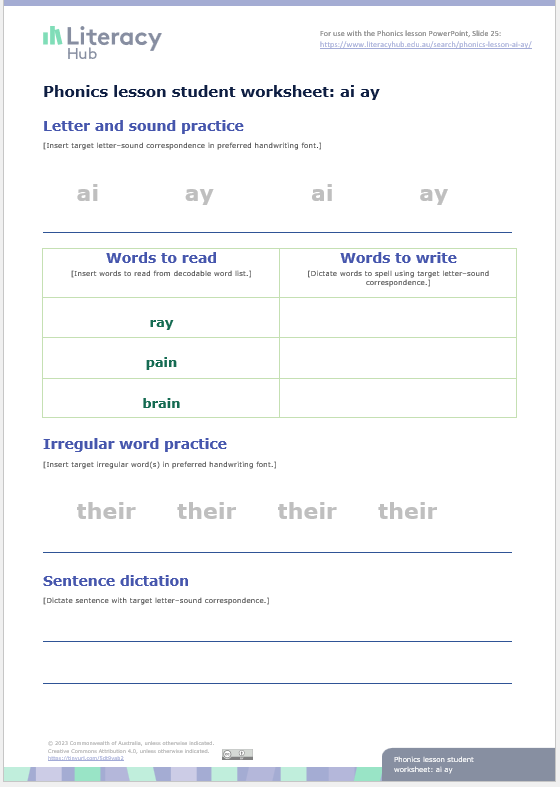 Literacy
Hub
For use with the Phonics lesson PowerPoint, Slide 25:
https://www.literacyhub.edu.au/search/phonics-lesson-ai-ay/
Phonics lesson student worksheet: ai ay
Letter and sound practice
[Insert target letter–sound correspondence in preferred handwriting font.]
ai ay ai ay
Words to read
[Insert words to read from decodable word list.]
Words to write
[Dictate words to spell using target letter–sound
correspondence.]
ray
pain
brain
Irregular word practice
[Insert target irregular word(s) in preferred handwriting font.]
their their their their
Sentence dictation
[Dictate sentence with target letter–sound correspondence.]
© 2023 Commonwealth of Australia, unless otherwise indicated.
Creative Commons Attribution 4.0, unless otherwise indicated.
Phonics lesson student
worksheet: ai ay